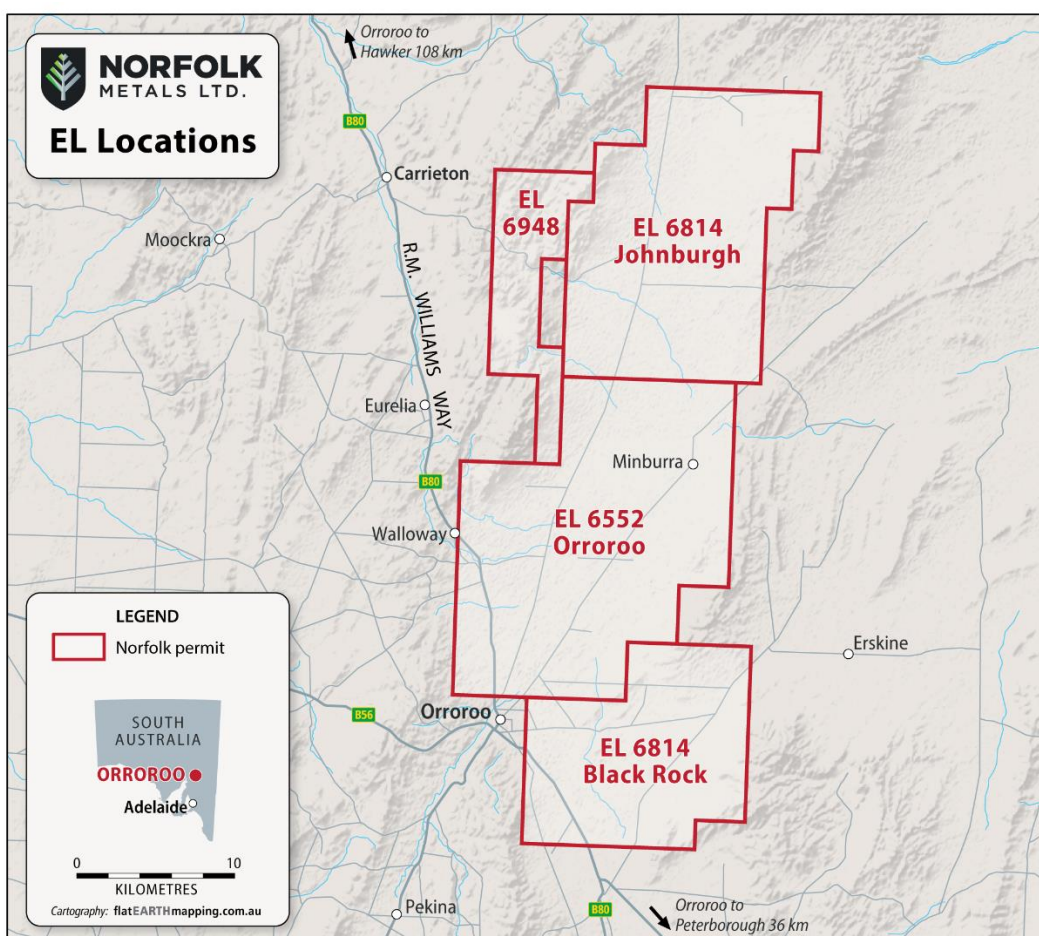 NORFOLK
METALS LTD.
EL Locations
Orroroo to
Hawker 108 km
B80
Carrieton
Moockra
R.M. WILLIAMS WAY
EL
6948
EL 6814
Johnburgh
Eurelia
B80
Minburra
Walloway
EL 6552
Orroroo
Erskine
LEGEND
Norfolk permit
SOUTH
AUSTRALIA
ORROROO
Adelaide
0 10
KILOMETRES
Cartography: flatEARTHmapping.com.au
B56
Orroroo
EL 6814
Black Rock
Pekina
B80
Orroroo to
Peterborough 36 km